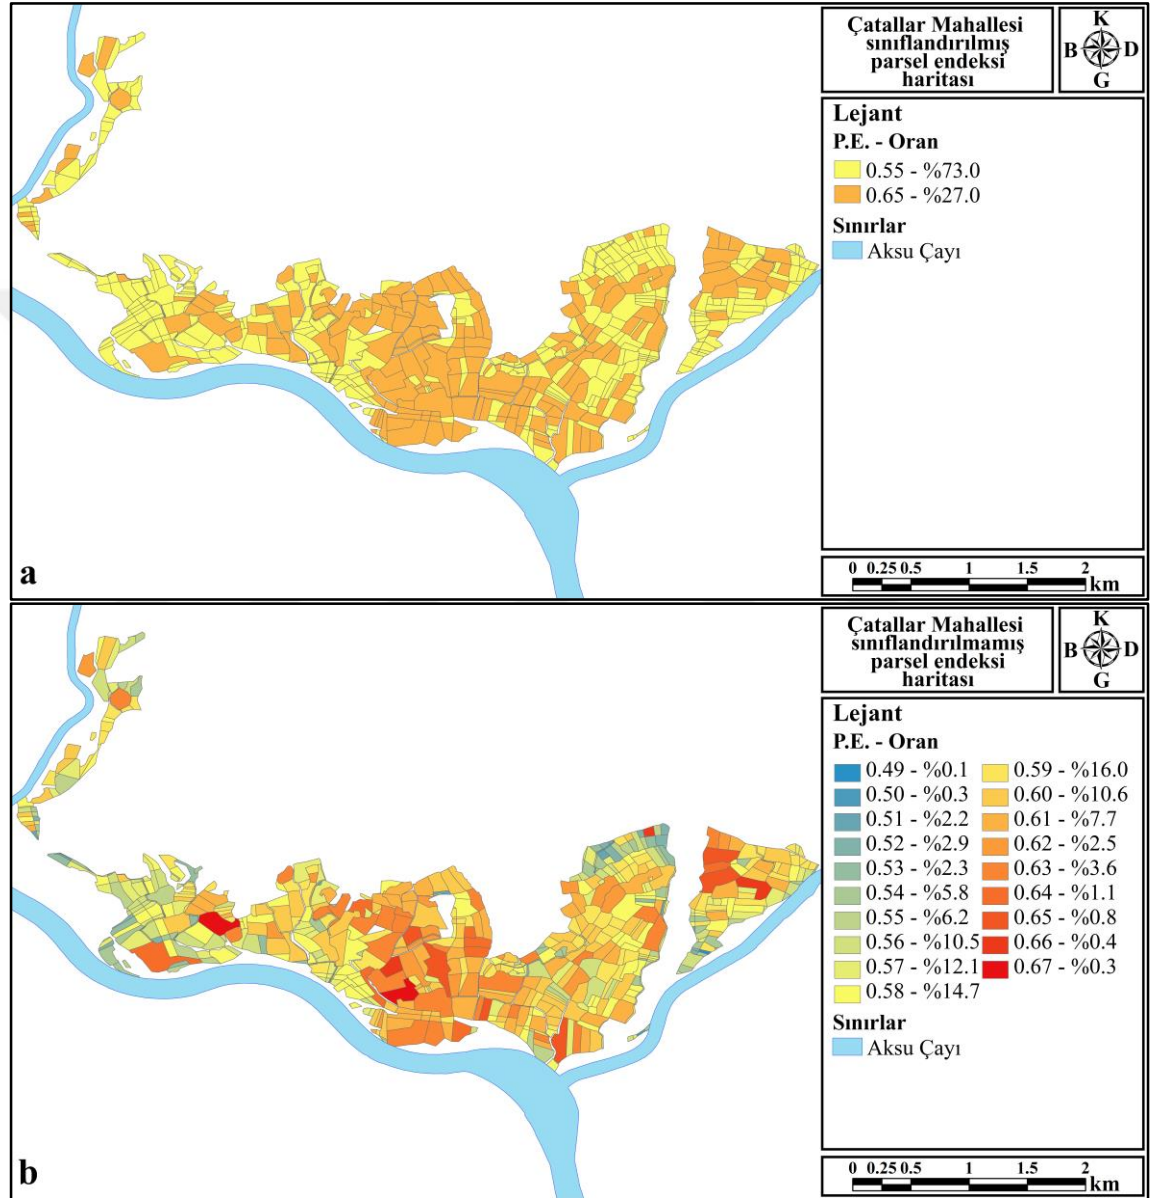 Çatallar Mahallesi
sınıflandırılmış
parsel endeksi
haritası
K
B D
G
Lejant
P.E. - Oran
0.55 - %73.0
0.65 - %27.0
Sınırlar
Aksu Çayı
a
0 0.25 0.5 1 1.5 2
km
Çatallar Mahallesi
sınıflandırılmamış
parsel endeksi
haritası
K
B D
G
Lejant
P.E. - Oran
0.49 - %0.1 0.59 - %16.0
0.50 - %0.3 0.60 - %10.6
0.51 - %2.2 0.61 - %7.7
0.52 - %2.9 0.62 - %2.5
0.53 - %2.3 0.63 - %3.6
0.54 - %5.8 0.64 - %1.1
0.55 - %6.2 0.65 - %0.8
0.56 - %10.5 0.66 - %0.4
0.57 - %12.1 0.67 - %0.3
0.58 - %14.7
Sınırlar
Aksu Çayı
b
0 0.25 0.5 1 1.5 2
km